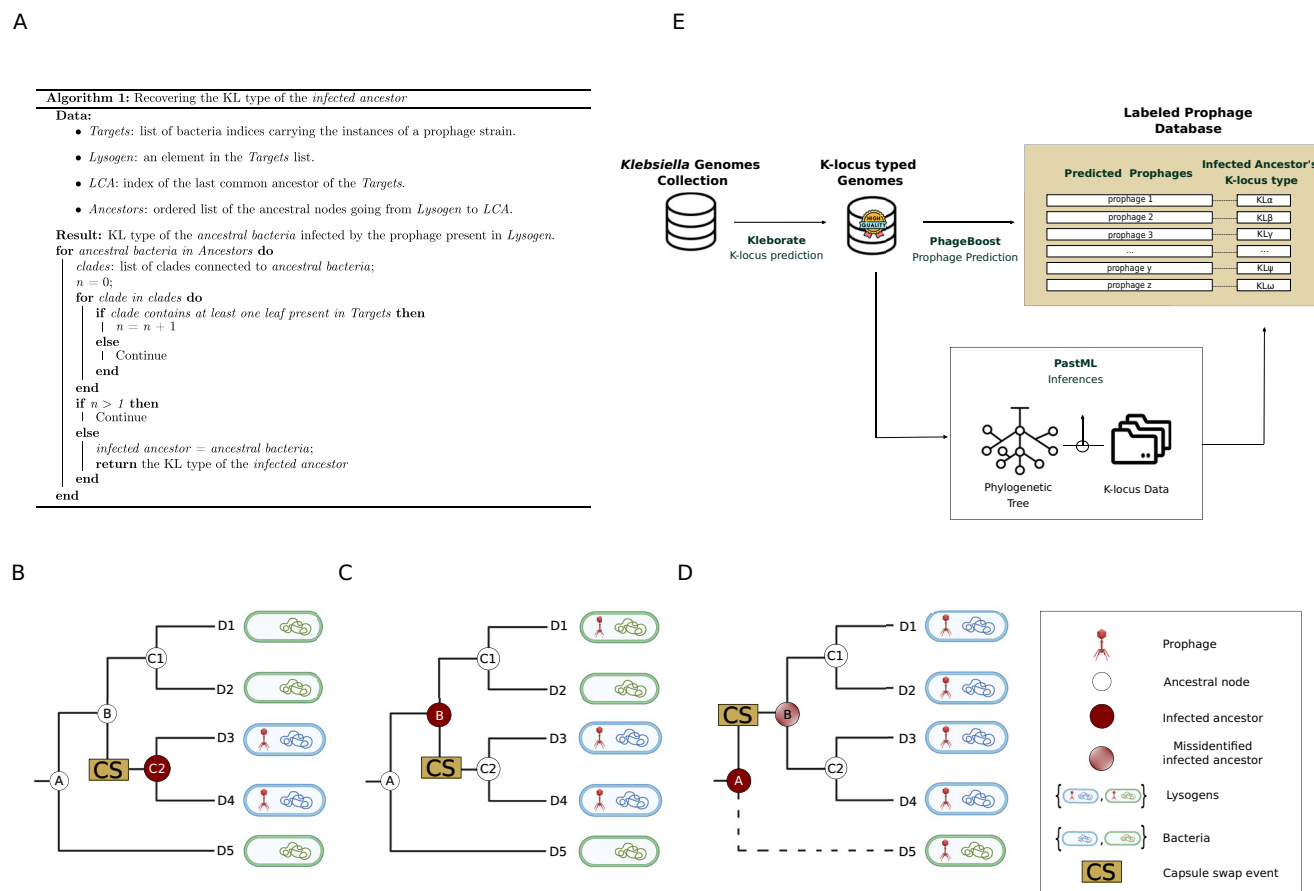 A
Algorithm 1: Recovering the KL type of the infected ancestor
Data:
• Targets: list of bacteria indices carrying the instances of a prophage strain.
• Lysogen: an element in the Targets list.
• LCA: index of the last common ancestor of the Targets.
• Ancestors: ordered list of the ancestral nodes going from Lysogen to LCA.
Result: KL type of the ancestral bacteria infected by the prophage present in Lysogen.
for ancestral bacteria in Ancestors do
clades: list of clades connected to ancestral bacteria;
n = 0;
for clade in clades do
if clade contains at least one leaf present in Targets then
n = n + 1
else
Continue
end
end
if n > 1 then
Continue
else
infected ancestor = ancestral bacteria;
return the KL type of the infected ancestor
end
end
E
Klebsiella Genomes
Collection
Kleborate
K-locus prediction
K-locus typed
Genomes
HIGH
QUALITY
PhageBoost
Prophage Prediction
Labeled Prophage
Database
Predicted Prophages
Infected Ancestor's
K-locus type
prophage 1 KLα
prophage 2 KLβ
prophage 3 KLγ
... ...
prophage y KLψ
prophage z KLω
PastML
Inferences
Phylogenetic
Tree
K-locus Data
B
A
B
C1
CS
C2
D1
D2
D3
D4
D5
C
A
B
C1
CS
C2
D1
D2
D3
D4
D5
D
CS
A
B
C1
C2
D1
D2
D3
D4
D5
Prophage
Ancestral node
Infected ancestor
Missidentified
infected ancestor
{ , } Lysogens
{ , } Bacteria
CS Capsule swap event